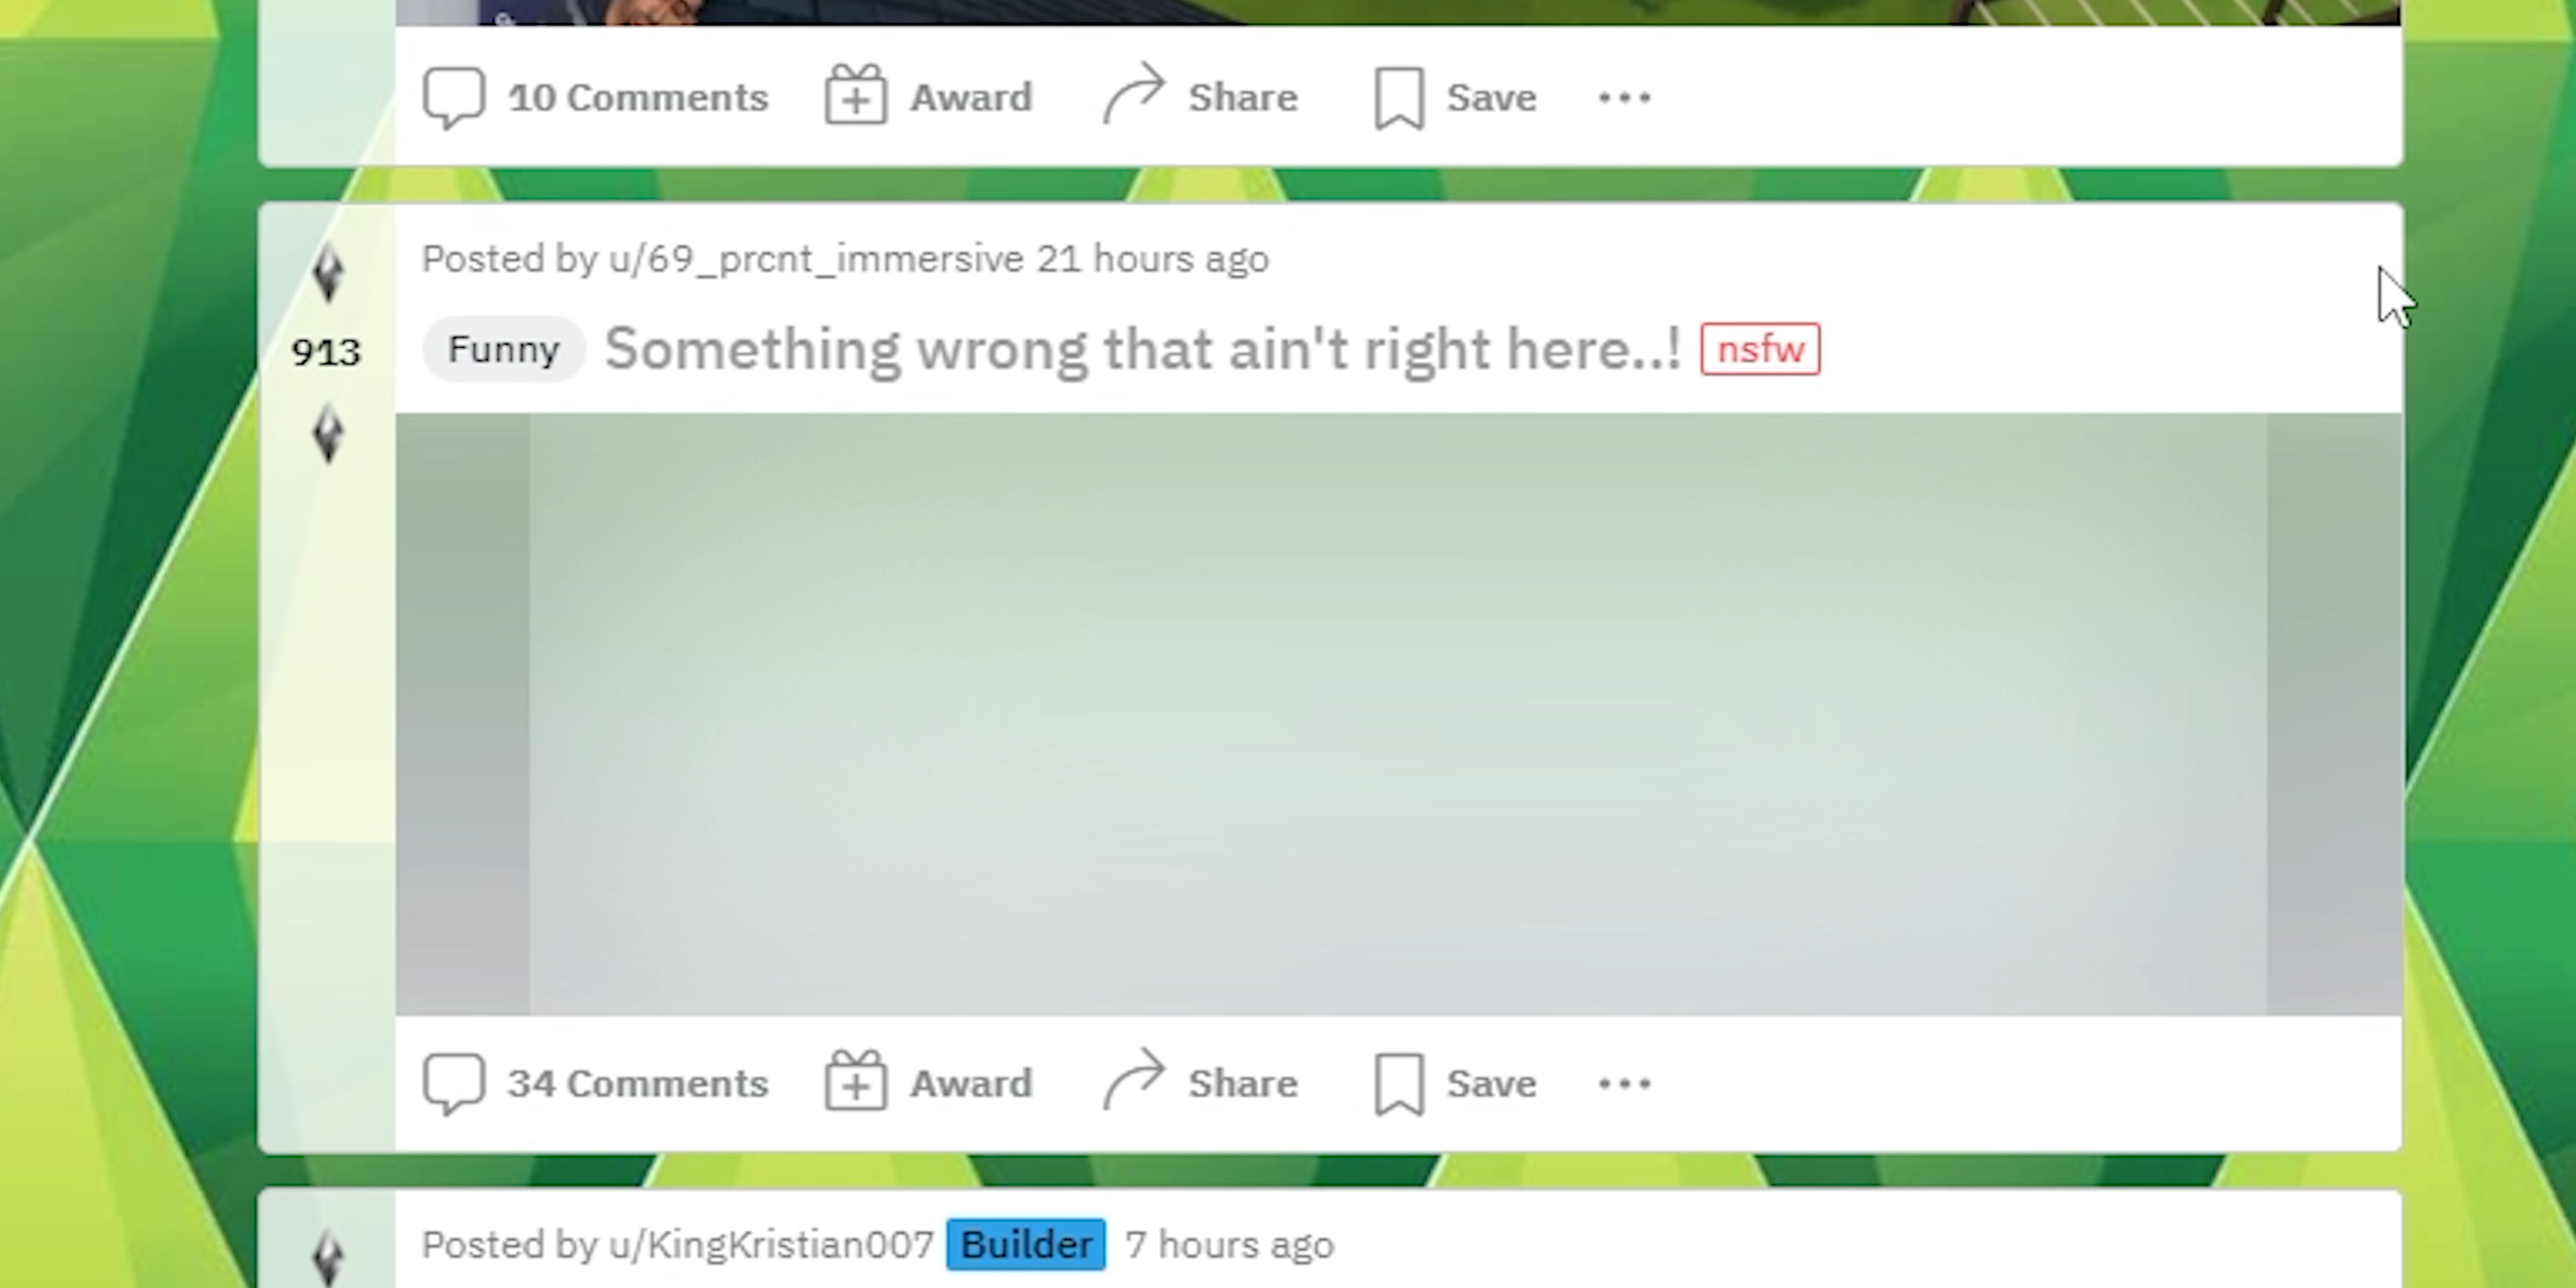 10 Comments Award Share Save
Posted by u/69_prcnt_immersive 21 hours ago
913
Funny Something wrong that ain't right here..! nsfw
34 Comments Award Share Save
Posted by u/KingKristian007 Builder 7 hours ago